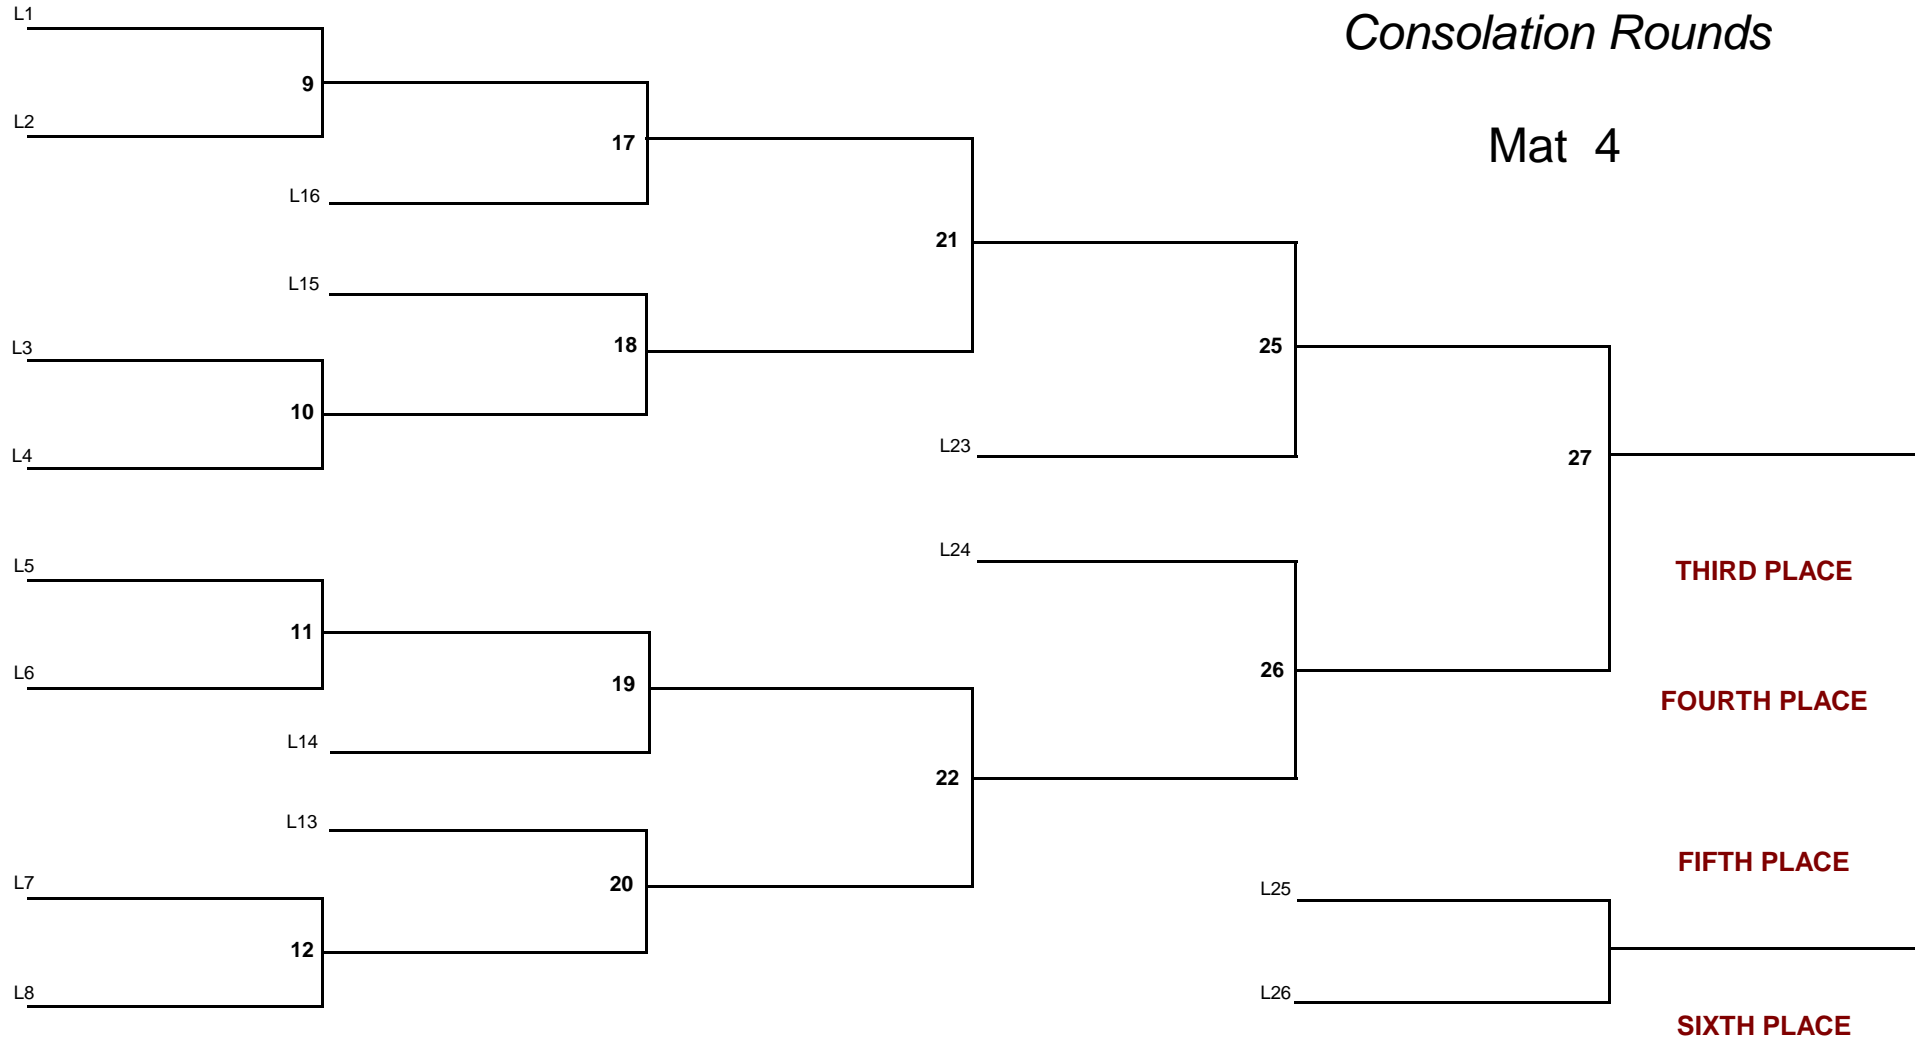 L1
Consolation Rounds
9
L2
Mat 4
17
L16
21
L15
L3
18
25
10
L23
L4
27
L24
L5
THIRD PLACE
11
L6
26
19
FOURTH PLACE
L14
22
L13
FIFTH PLACE
L7
20
L25
12
L8
L26
SIXTH PLACE